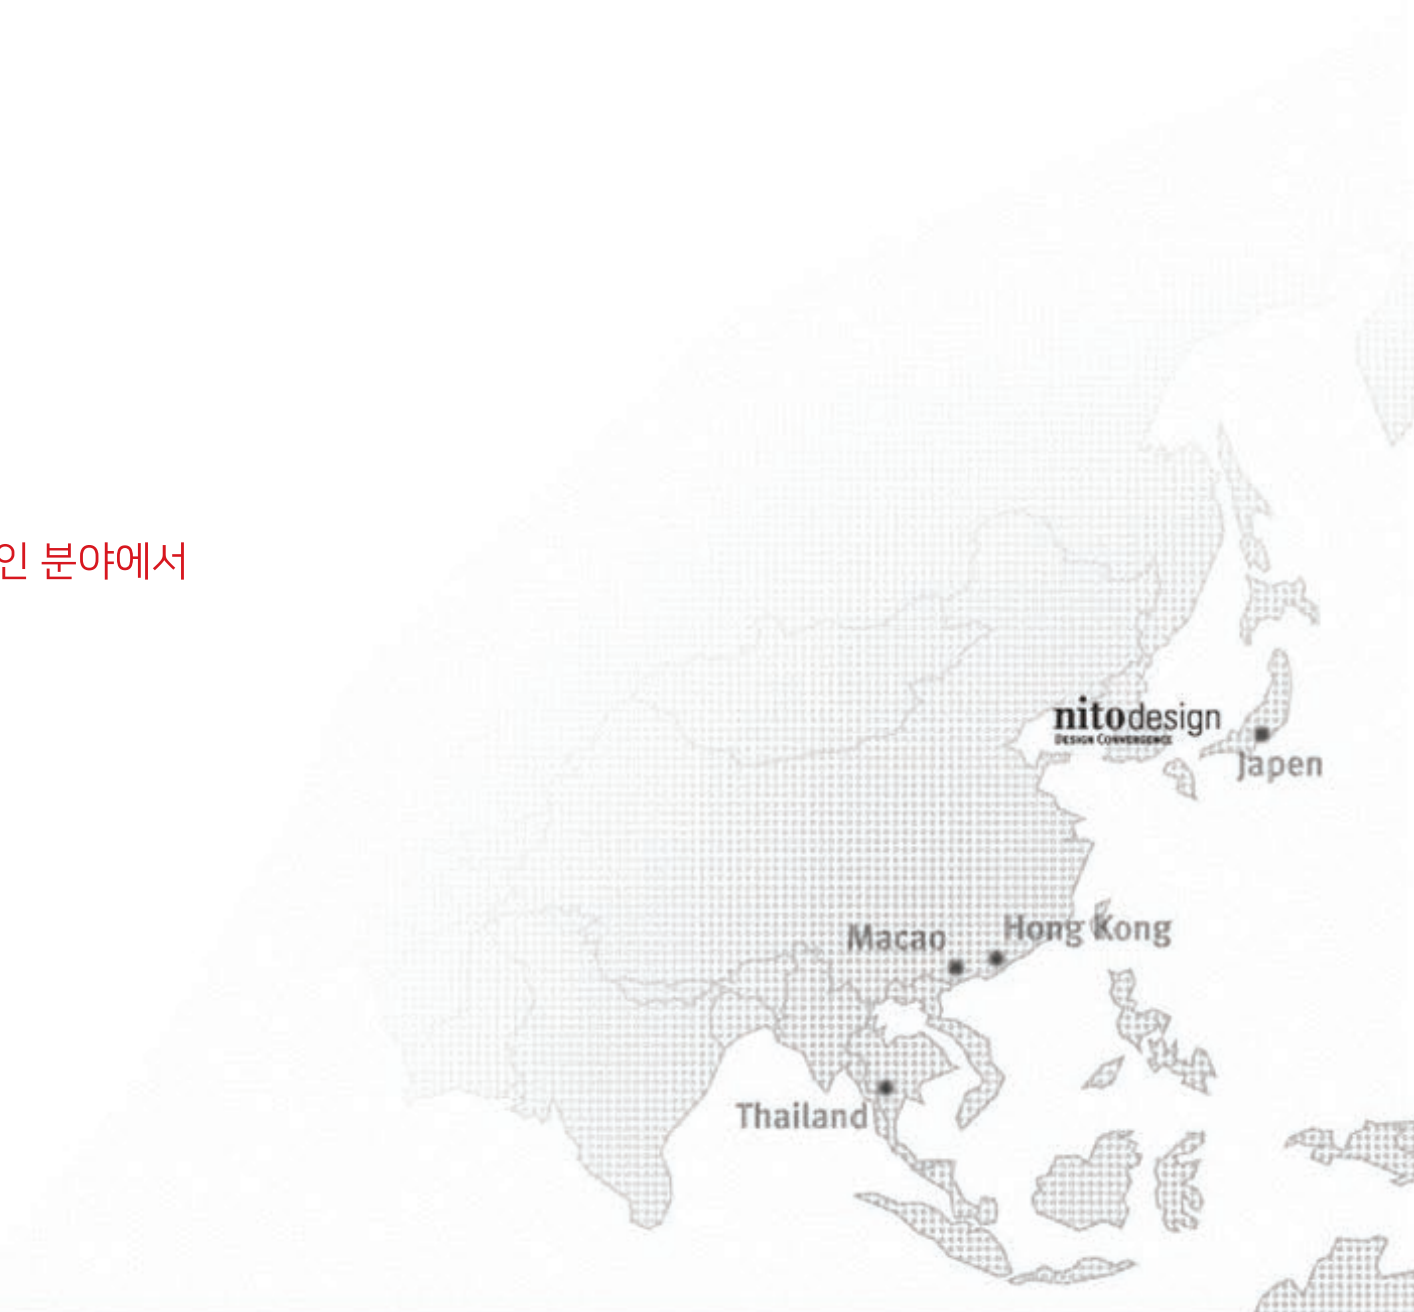 인 분야에서
nitodesign
DESIGN CONVERGENCE
Japen
Macao
Hong Kong
Thailand